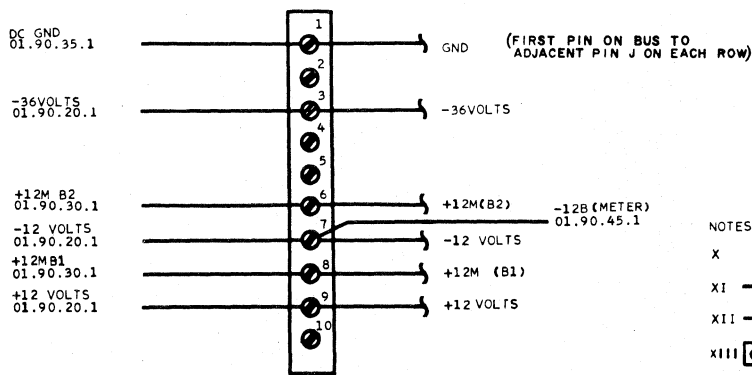 DC GND
01.90.35.1
1
GND
(FIRST PIN ON BUS TO
ADJACENT PIN J ON EACH ROW)
2
-36VOLTS
01.90.20.1
3
-36VOLTS
4
5
+12M B2
01.90.30.1
6
+12M(B2)
-12B(METER)
01.90.45.1
-12 VOLTS
01.90.20.1
7
-12 VOLTS
+12MB1
01.90.30.1
8
+12M (B1)
+12 VOLTS
01.90.20.1
9
+12 VOLTS
10
NOTES
X
XI
XII
XIII